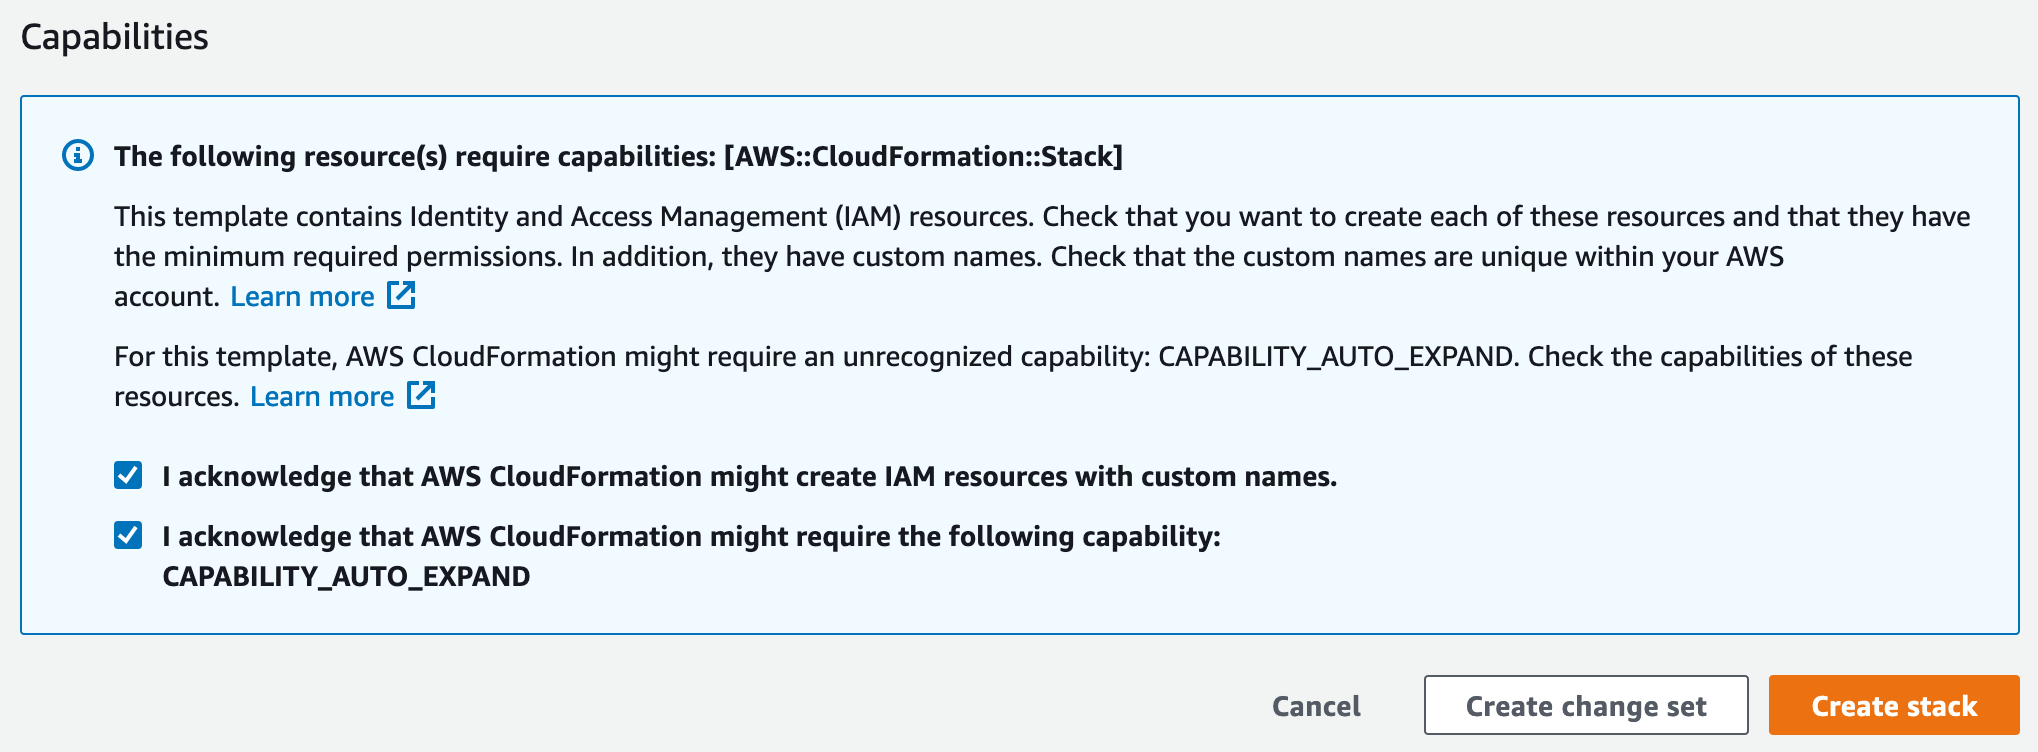 Capabilities
The following resource(s) require capabilities: [AWS::CloudFormation::Stack]
This template contains Identity and Access Management (IAM) resources. Check that you want to create each of these resources and that they have
the minimum required permissions. In addition, they have custom names. Check that the custom names are unique within your AWS
account. Learn more
For this template, AWS CloudFormation might require an unrecognized capability: CAPABILITY_AUTO_EXPAND. Check the capabilities of these
resources. Learn more
I acknowledge that AWS CloudFormation might create IAM resources with custom names.
I acknowledge that AWS CloudFormation might require the following capability:
CAPABILITY_AUTO_EXPAND
Cancel Create change set Create stack